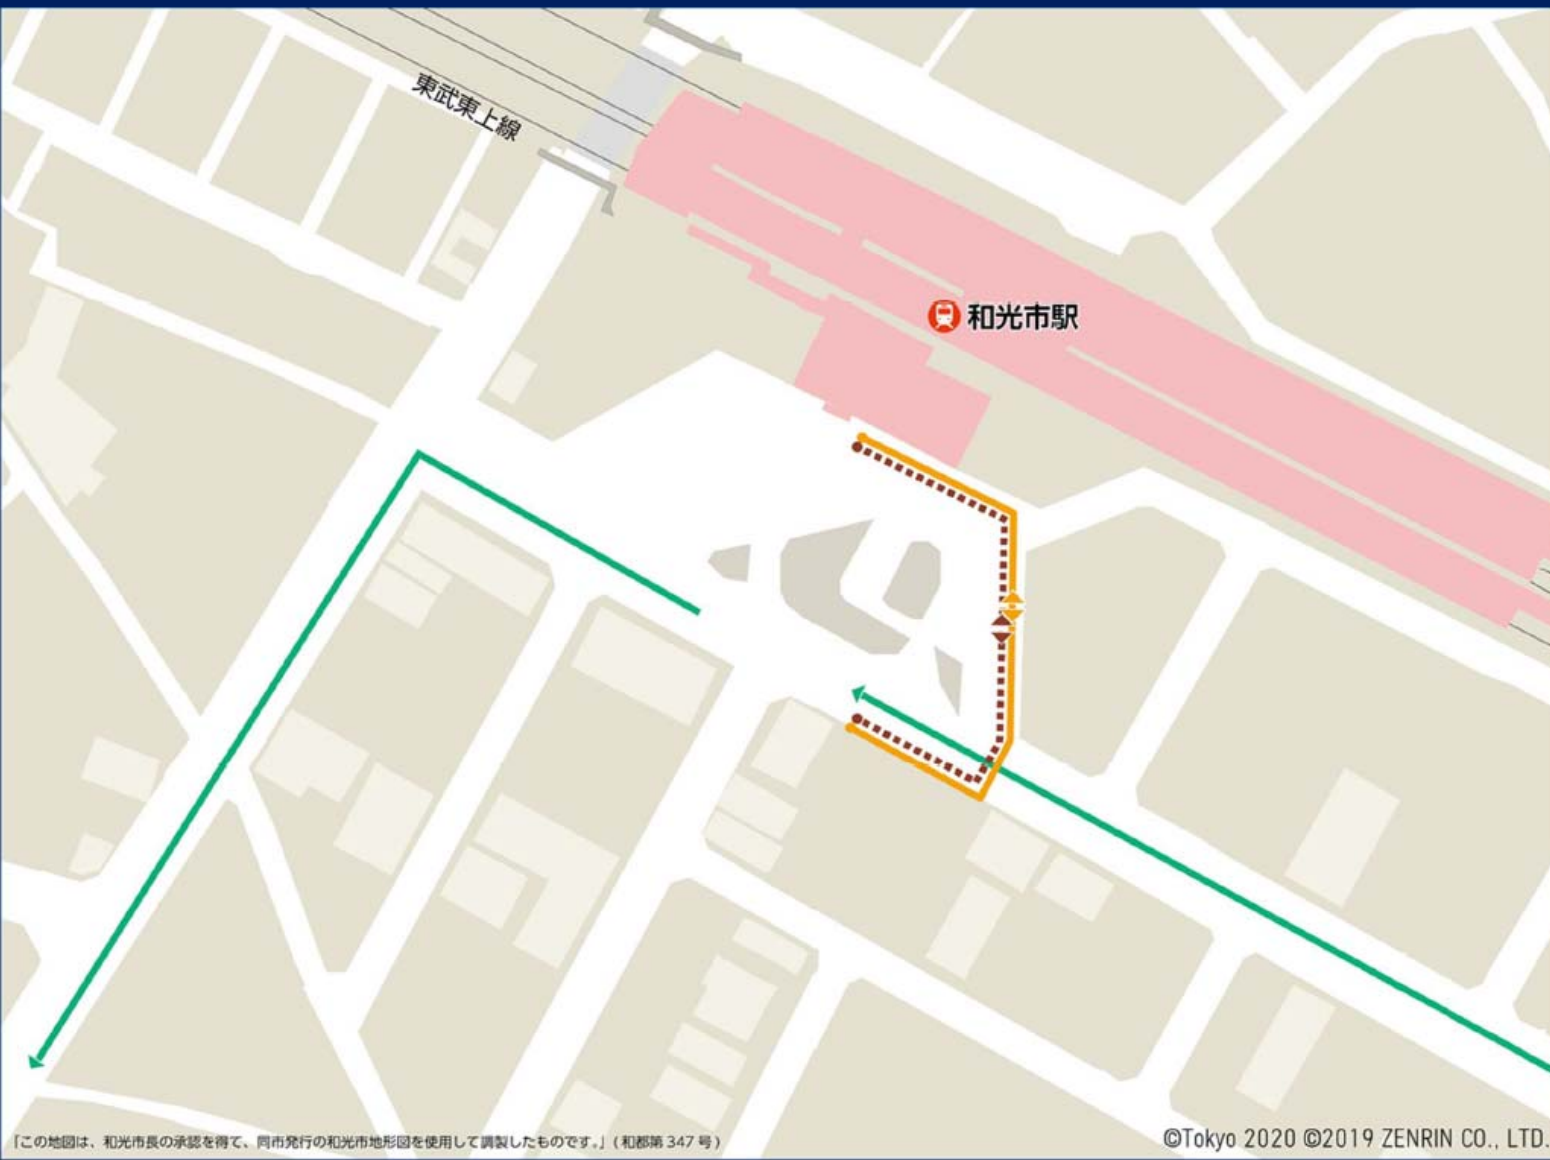 東武東上線
和光市駅
「この地図は、和光市長の承認を得て、同市発行の和光市地形図を使用して調製したものです。」(和都第 347 号)
©Tokyo 2020 ©2019 ZENRIN CO., LTD.